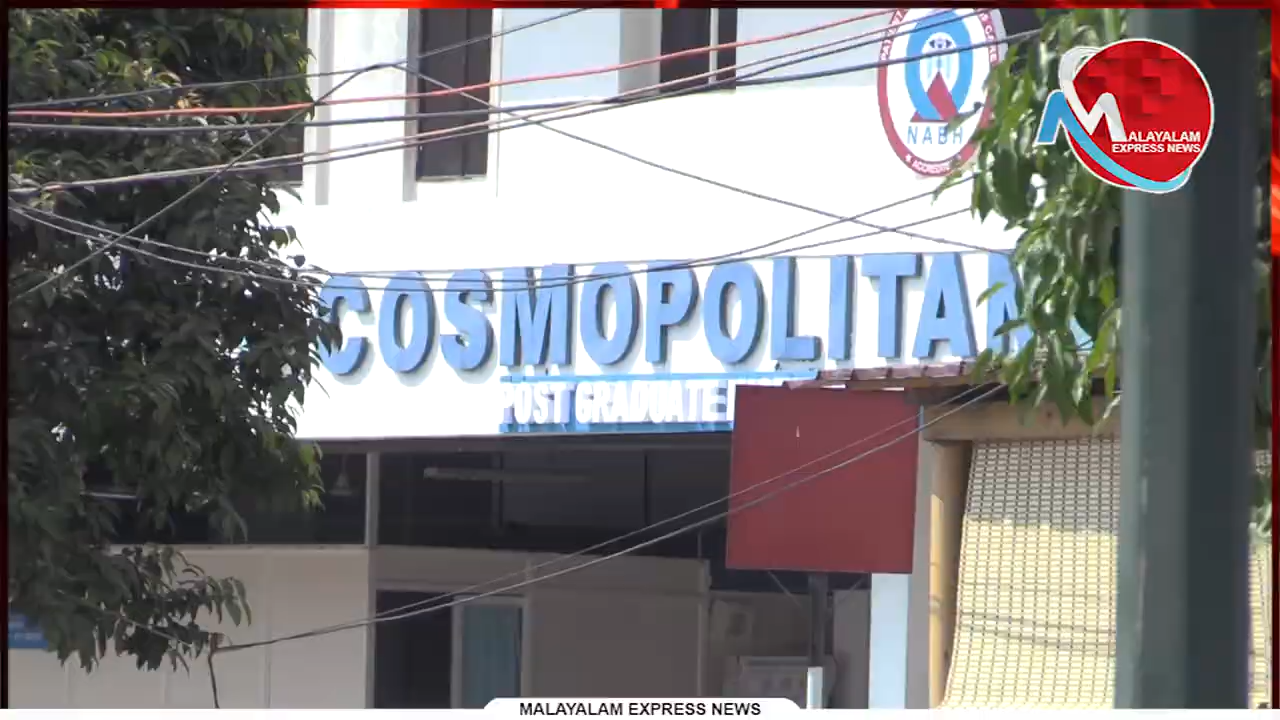 NABH
MALAYALAM
EXPRESS NEWS
COSMOPOLITAN
POST GRADUATE
MALAYALAM EXPRESS NEWS